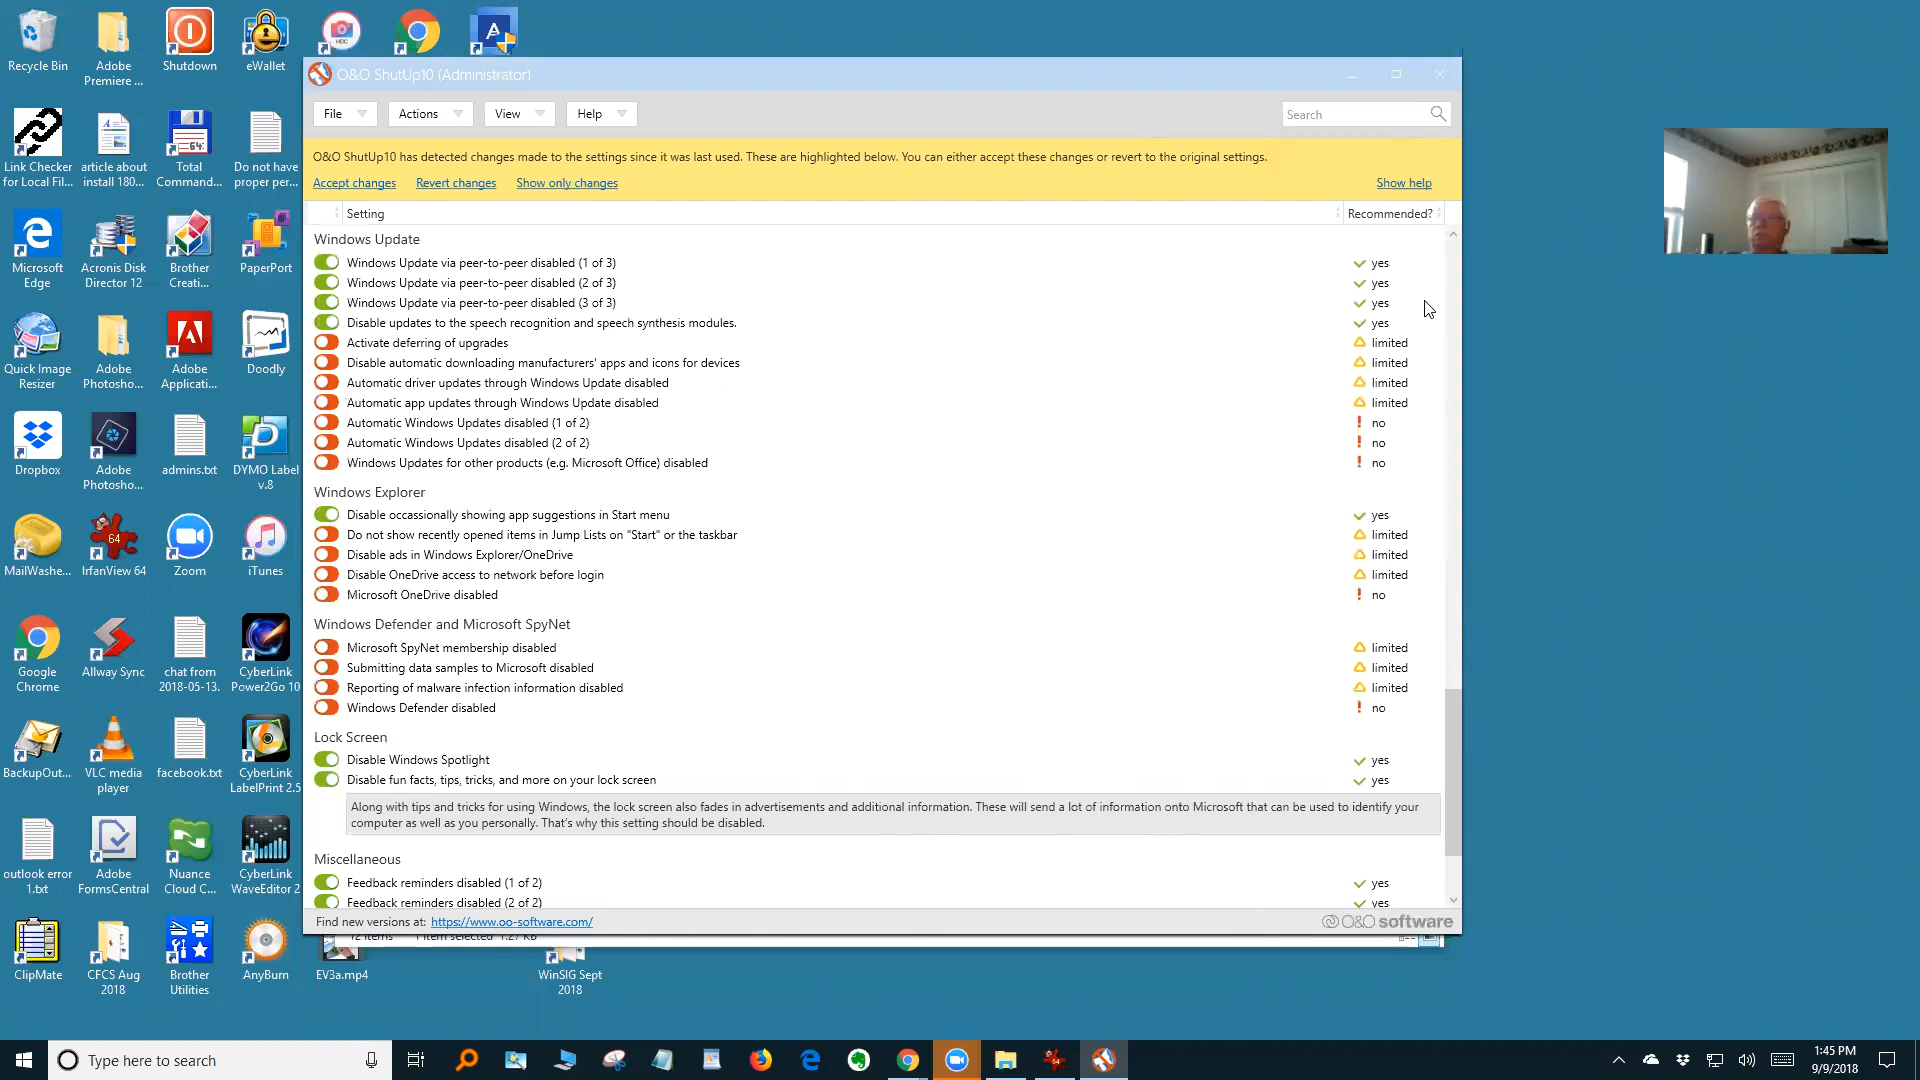 Recycle Bin
Adobe
Premiere ...
Shutdown
eWallet
Link Checker
for Local Fil...
article about
install 180...
Total
Command...
Do not have
proper per...
Microsoft
Edge
Acronis Disk
Director 12
Brother
Creati...
PaperPort
Quick Image
Resizer
Adobe
Photosho...
Adobe
Applicati...
Doodly
Dropbox
Adobe
Photosho...
admins.txt
DYMO Label
v.8
MailWashe...
IrfanView 64
Zoom
iTunes
Google
Chrome
Allway Sync
chat from
2018-05-13.
CyberLink
Power2Go 10
BackupOut...
VLC media
player
facebook.txt
CyberLink
LabelPrint 2.5
outlook error
1.txt
Adobe
FormsCentral
Nuance
Cloud C...
CyberLink
WaveEditor 2
ClipMate
CFCS Aug
2018
Brother
Utilities
AnyBurn
EV3a.mp4
WinSIG Sept
2018
O&O ShutUp10 (Administrator)
File
Actions
View
Help
Search
O&O ShutUp10 has detected changes made to the settings since it was last used. These are highlighted below. You can either accept these changes or revert to the original settings.
Accept changes
Revert changes
Show only changes
Show help
Setting
Recommended?
Windows Update
Windows Update via peer-to-peer disabled (1 of 3) yes
Windows Update via peer-to-peer disabled (2 of 3) yes
Windows Update via peer-to-peer disabled (3 of 3) yes
Disable updates to the speech recognition and speech synthesis modules. yes
Activate deferring of upgrades limited
Disable automatic downloading manufacturers' apps and icons for devices limited
Automatic driver updates through Windows Update disabled limited
Automatic app updates through Windows Update disabled limited
Automatic Windows Updates disabled (1 of 2) no
Automatic Windows Updates disabled (2 of 2) no
Windows Updates for other products (e.g. Microsoft Office) disabled no
Windows Explorer
Disable occassionally showing app suggestions in Start menu yes
Do not show recently opened items in Jump Lists on "Start" or the taskbar limited
Disable ads in Windows Explorer/OneDrive limited
Disable OneDrive access to network before login limited
Microsoft OneDrive disabled no
Windows Defender and Microsoft SpyNet
Microsoft SpyNet membership disabled limited
Submitting data samples to Microsoft disabled limited
Reporting of malware infection information disabled limited
Windows Defender disabled no
Lock Screen
Disable Windows Spotlight yes
Disable fun facts, tips, tricks, and more on your lock screen yes
Along with tips and tricks for using Windows, the lock screen also fades in advertisements and additional information. These will send a lot of information onto Microsoft that can be used to identify your
computer as well as you personally. That's why this setting should be disabled.
Miscellaneous
Feedback reminders disabled (1 of 2) yes
Feedback reminders disabled (2 of 2) yes
Find new versions at: https://www.oo-software.com/
O&O software
12 items 1 item selected 1.27 KB
Type here to search
1:45 PM
9/9/2018